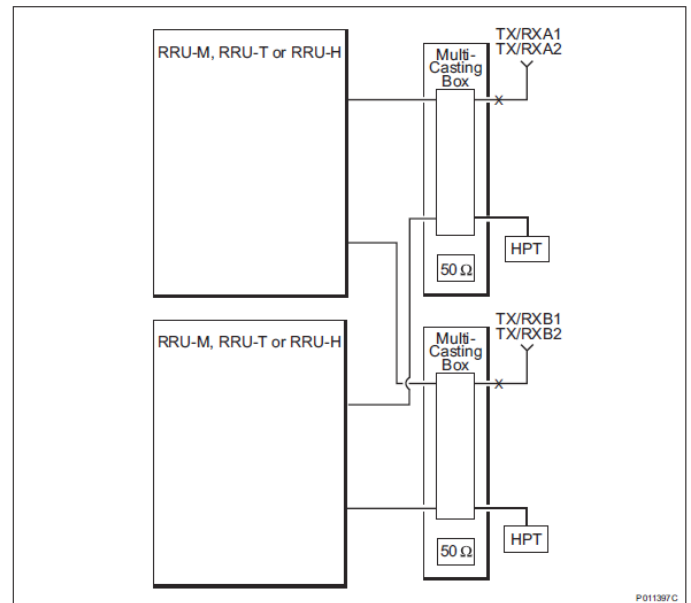 RRU-M, RRU-T or RRU-H
Multi-
Casting
Box
TX/RXA1
TX/RXA2
HPT
50 Ω
RRU-M, RRU-T or RRU-H
Multi-
Casting
Box
TX/RXB1
TX/RXB2
HPT
50 Ω
P011397C